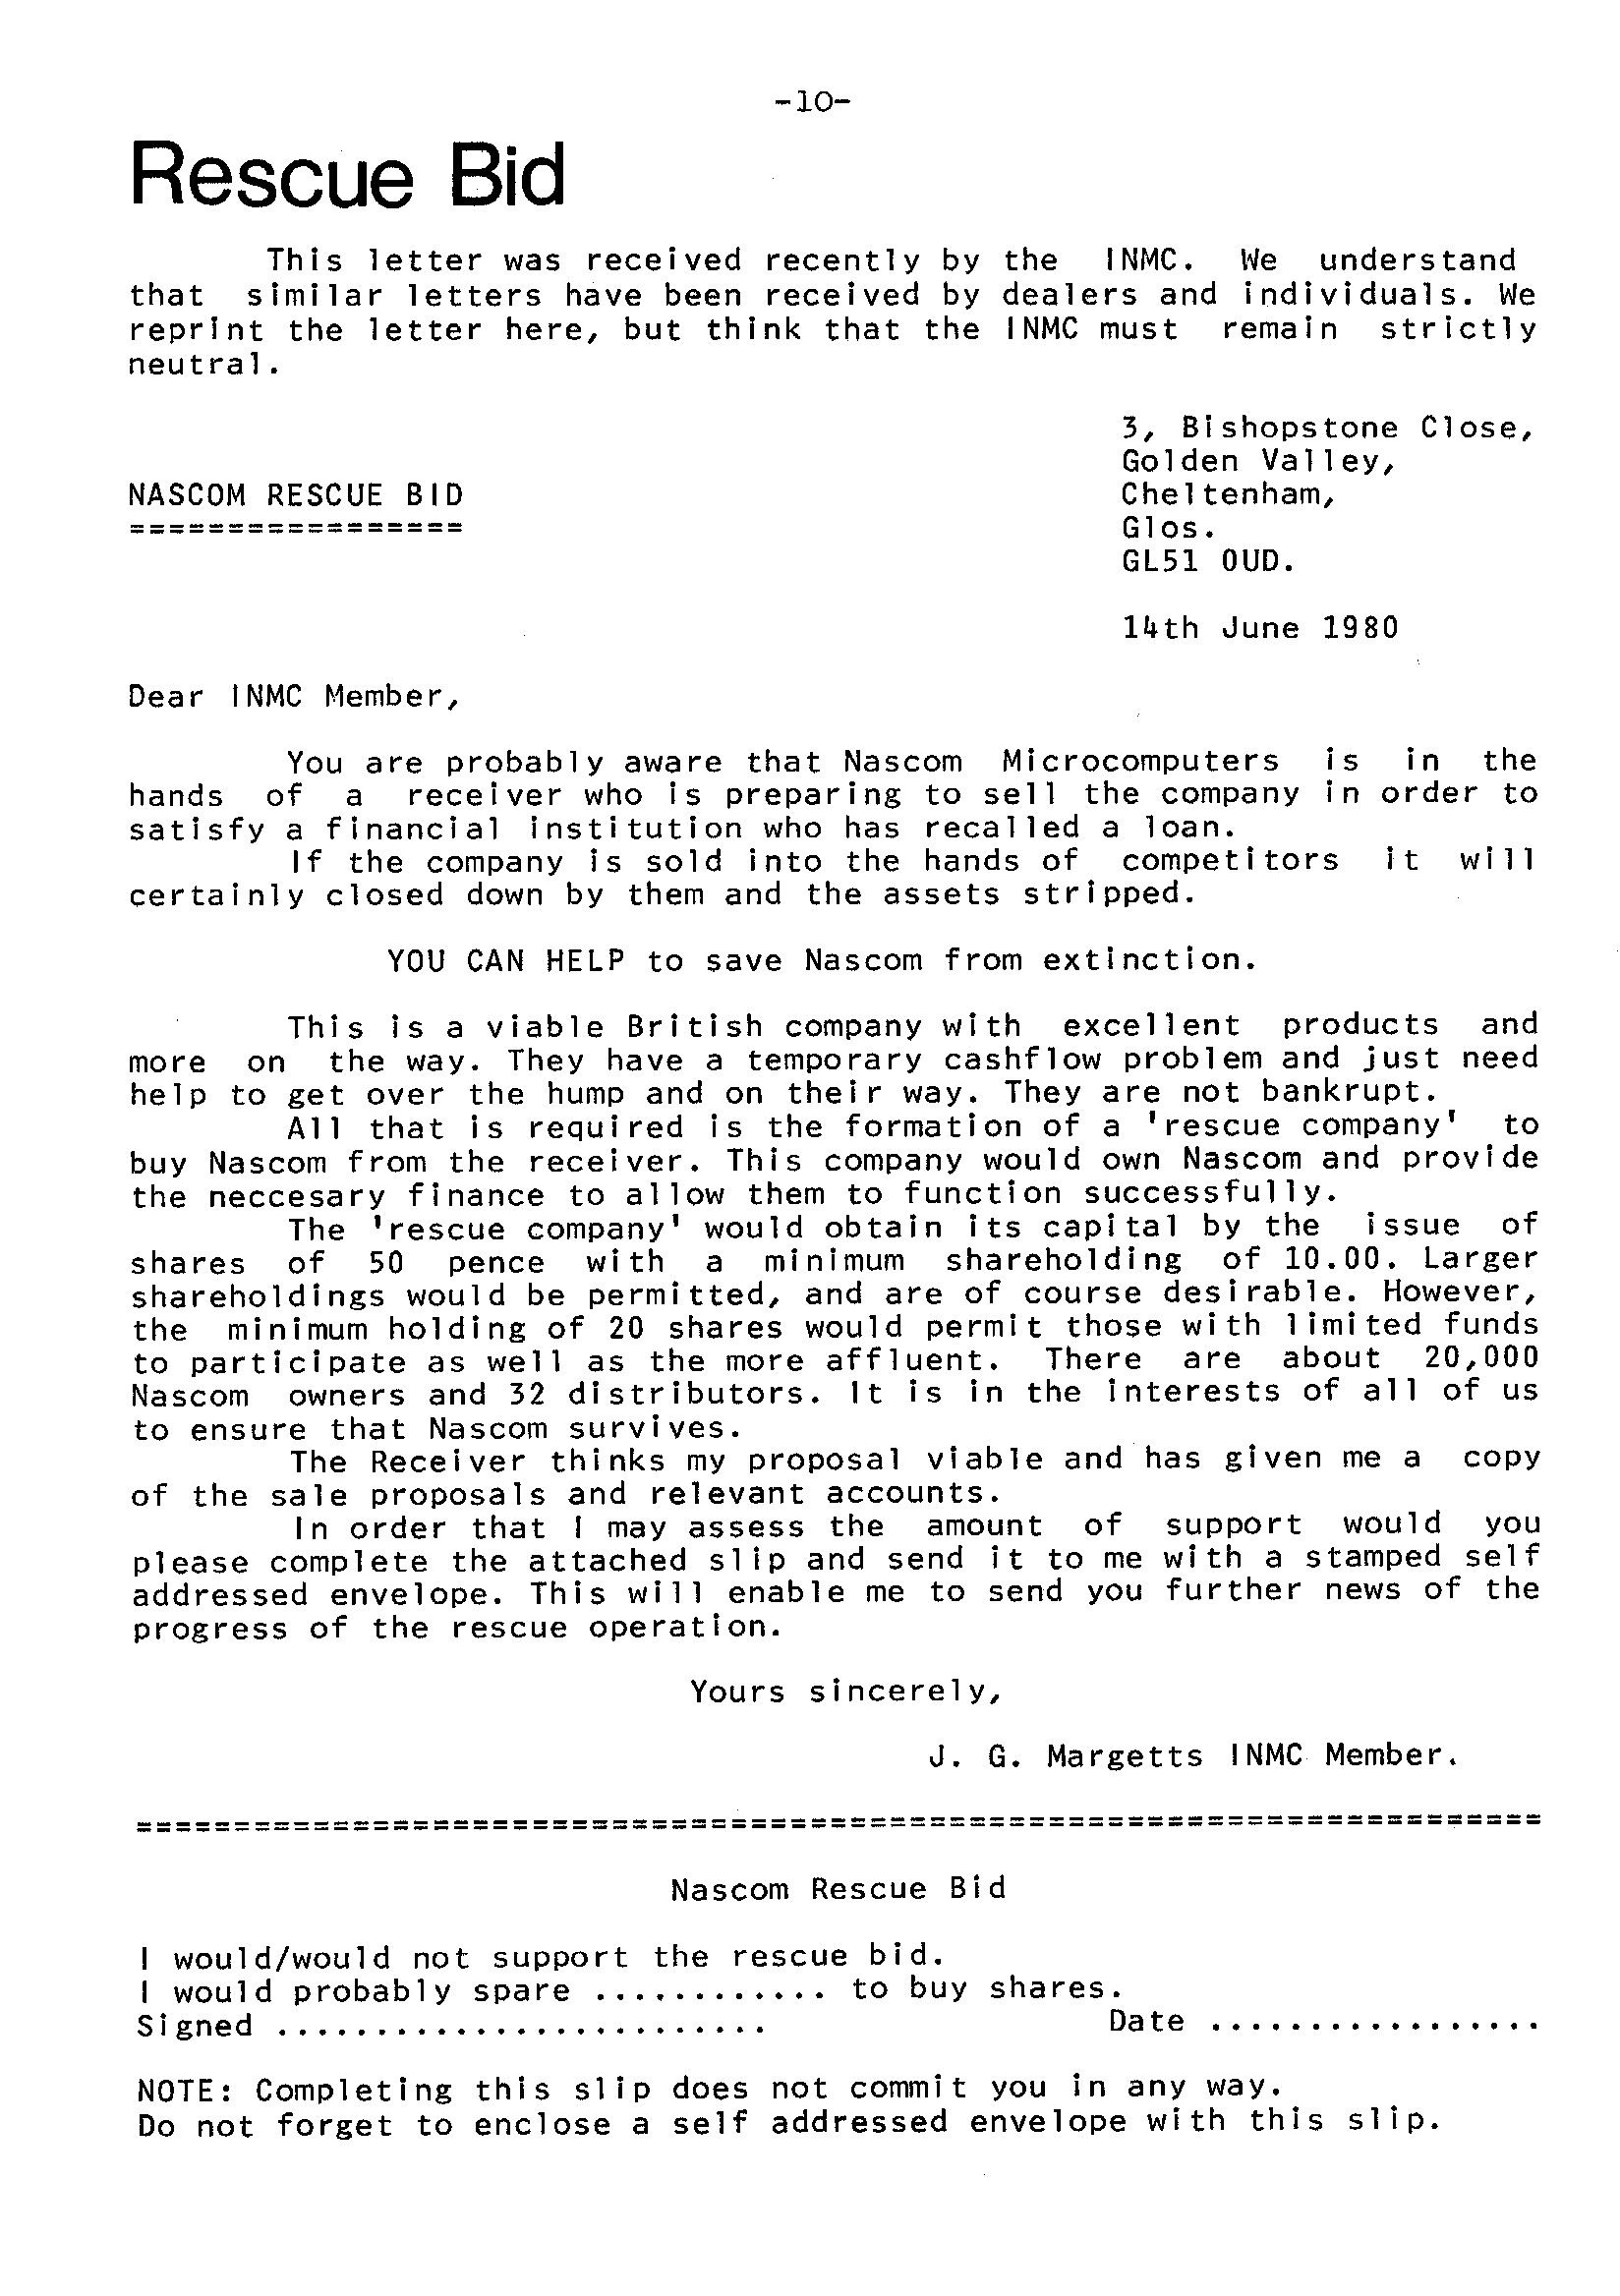 -10-
Rescue Bid
This letter was received recently by the INMC. We understand
that similar letters have been received by dealers and individuals. We
reprint the letter here, but think that the INMC must remain strictly
neutral.
3, Bishopstone Close,
Golden Valley,
NASCOM RESCUE BID Cheltenham,
================= Glos.
GL51 0UD.
14th June 1980
Dear INMC Member,
You are probably aware that Nascom Microcomputers is in the
hands of a receiver who is preparing to sell the company in order to
satisfy a financial institution who has recalled a loan.
If the company is sold into the hands of competitors it will
certainly closed down by them and the assets stripped.
YOU CAN HELP to save Nascom from extinction.
This is a viable British company with excellent products and
more on the way. They have a temporary cashflow problem and just need
help to get over the hump and on their way. They are not bankrupt.
All that is required is the formation of a 'rescue company' to
buy Nascom from the receiver. This company would own Nascom and provide
the neccesary finance to allow them to function successfully.
The 'rescue company' would obtain its capital by the issue of
shares of 50 pence with a minimum shareholding of 10.00. Larger
shareholdings would be permitted, and are of course desirable. However,
the minimum holding of 20 shares would permit those with limited funds
to participate as well as the more affluent. There are about 20,000
Nascom owners and 32 distributors. It is in the interests of all of us
to ensure that Nascom survives.
The Receiver thinks my proposal viable and has given me a copy
of the sale proposals and relevant accounts.
In order that I may assess the amount of support would you
please complete the attached slip and send it to me with a stamped self
addressed envelope. This will enable me to send you further news of the
progress of the rescue operation.
Yours sincerely,
J. G. Margetts INMC Member.
=======================================================================
Nascom Rescue Bid
I would/would not support the rescue bid.
I would probably spare ............ to buy shares.
Signed ......................... Date .................
NOTE: Completing this slip does not commit you in any way.
Do not forget to enclose a self addressed envelope with this slip.